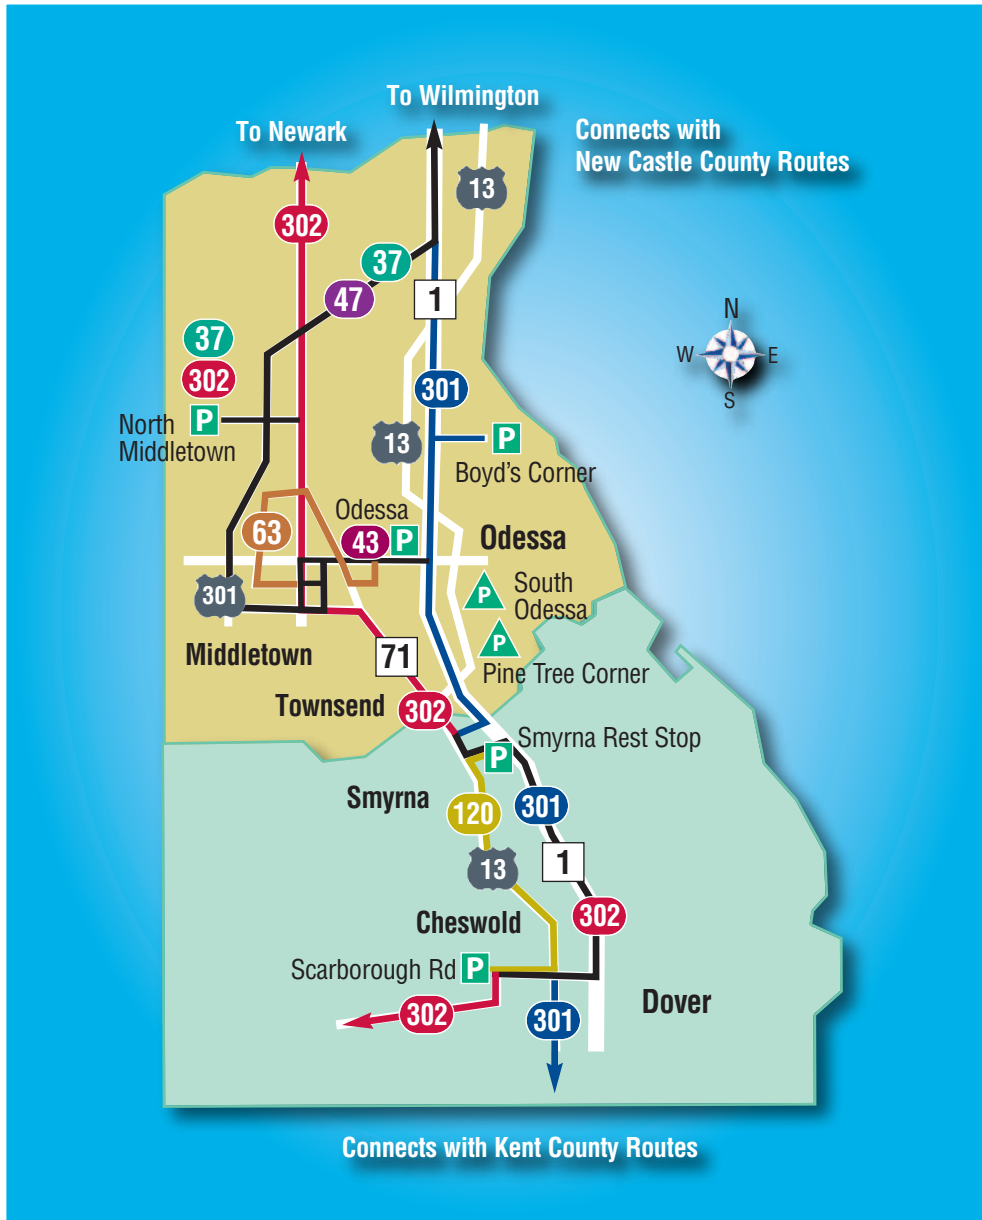 To Wilmington
To Newark
Connects with
New Castle County Routes
13
302
37
47
1
N
W E
S
37
302
301
P
North
Middletown
13
P
Boyd's Corner
Odessa
63
43 P
Odessa
301
P
South
Odessa
P
Pine Tree Corner
Middletown
71
Townsend
302
Smyrna Rest Stop
P
Smyrna
120
301
13
1
Cheswold
302
Scarborough Rd P
302
301
Dover
Connects with Kent County Routes